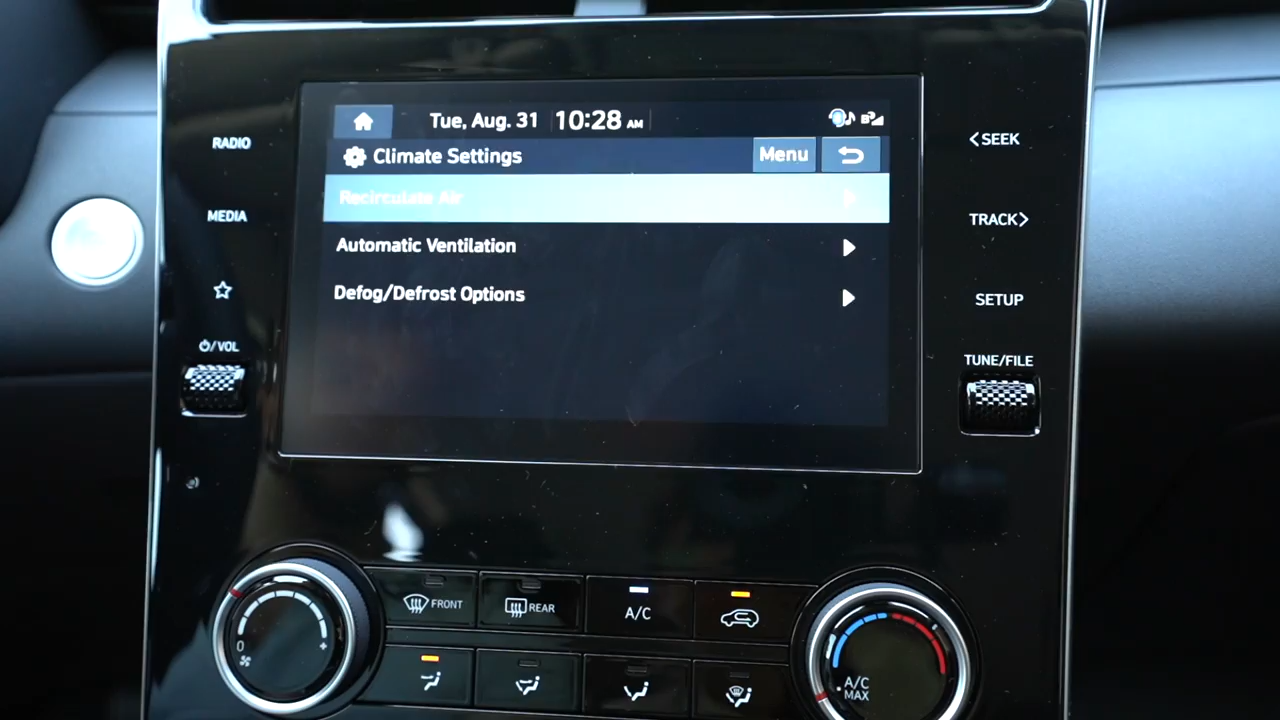 RADIO
MEDIA
/VOL
Tue, Aug. 31 10:28 AM
Climate Settings
Menu
Recirculate Air
Automatic Ventilation
Defog/Defrost Options
<SEEK
TRACK>
SETUP
TUNE/FILE
FRONT
REAR
A/C
0
+
A/C
MAX